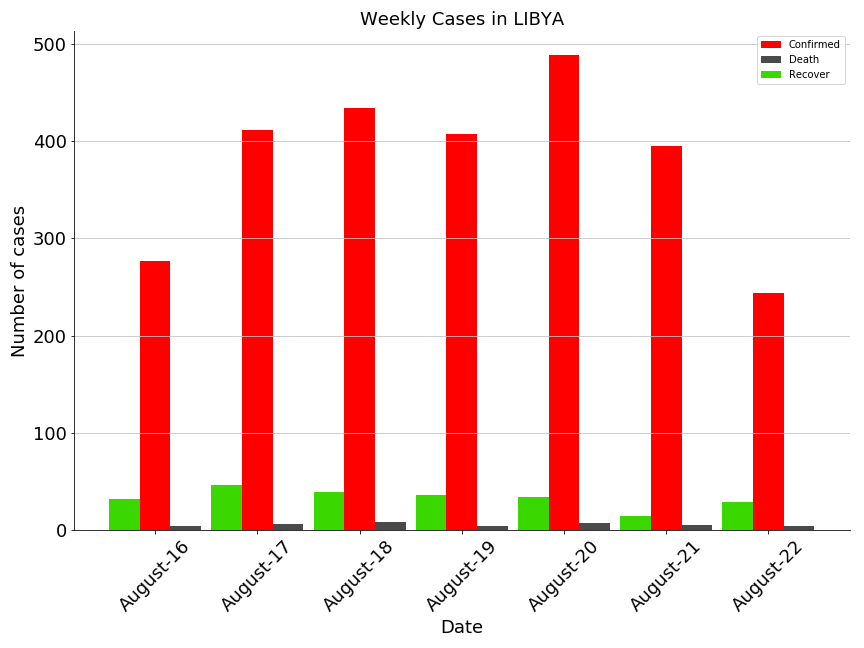 Weekly Cases in LIBYA
Confirmed
Death
Recover
Number of cases
500
400
300
200
100
0
August-16
August-17
August-18
August-19
August-20
August-21
August-22
Date